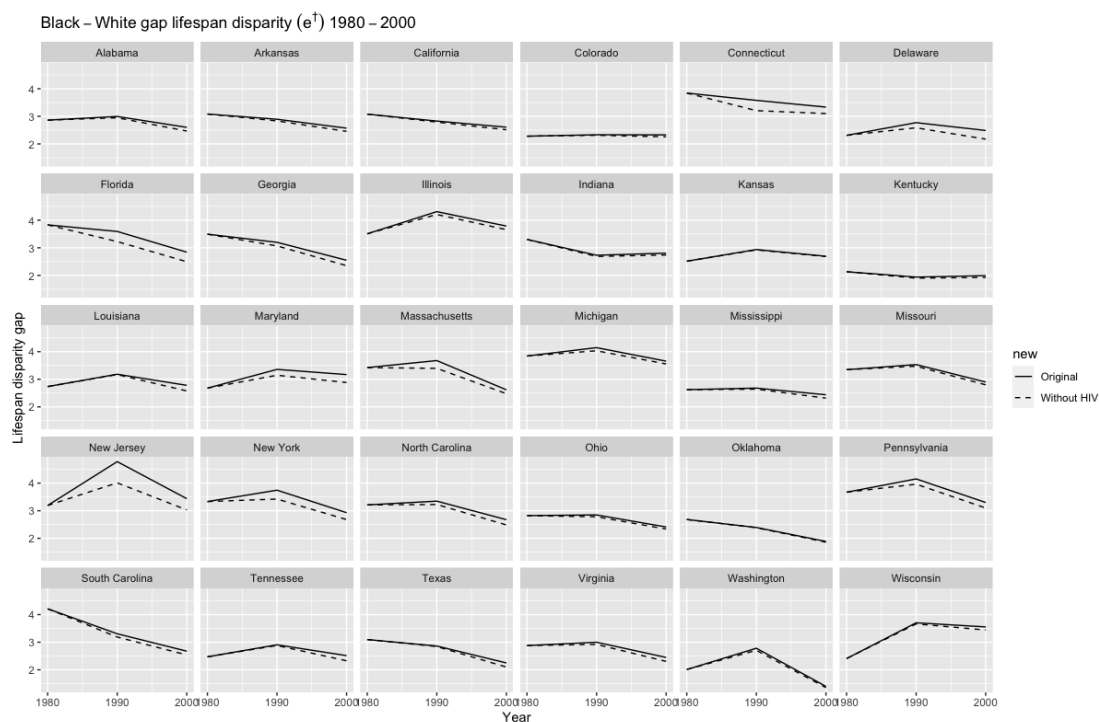 Black – White gap lifespan disparity (e†) 1980 – 2000
Alabama Arkansas California Colorado Connecticut Delaware
4
3
2
Florida Georgia Illinois Indiana Kansas Kentucky
4
3
2
Louisiana Maryland Massachusetts Michigan Mississippi Missouri
4
3
2
New Jersey New York North Carolina Ohio Oklahoma Pennsylvania
4
3
2
South Carolina Tennessee Texas Virginia Washington Wisconsin
4
3
2
1980 1990 2000 1980 1990 2000 1980 1990 2000 1980 1990 2000 1980 1990 2000 1980 1990 2000
Year
Lifespan disparity gap
new
Original
Without HIV